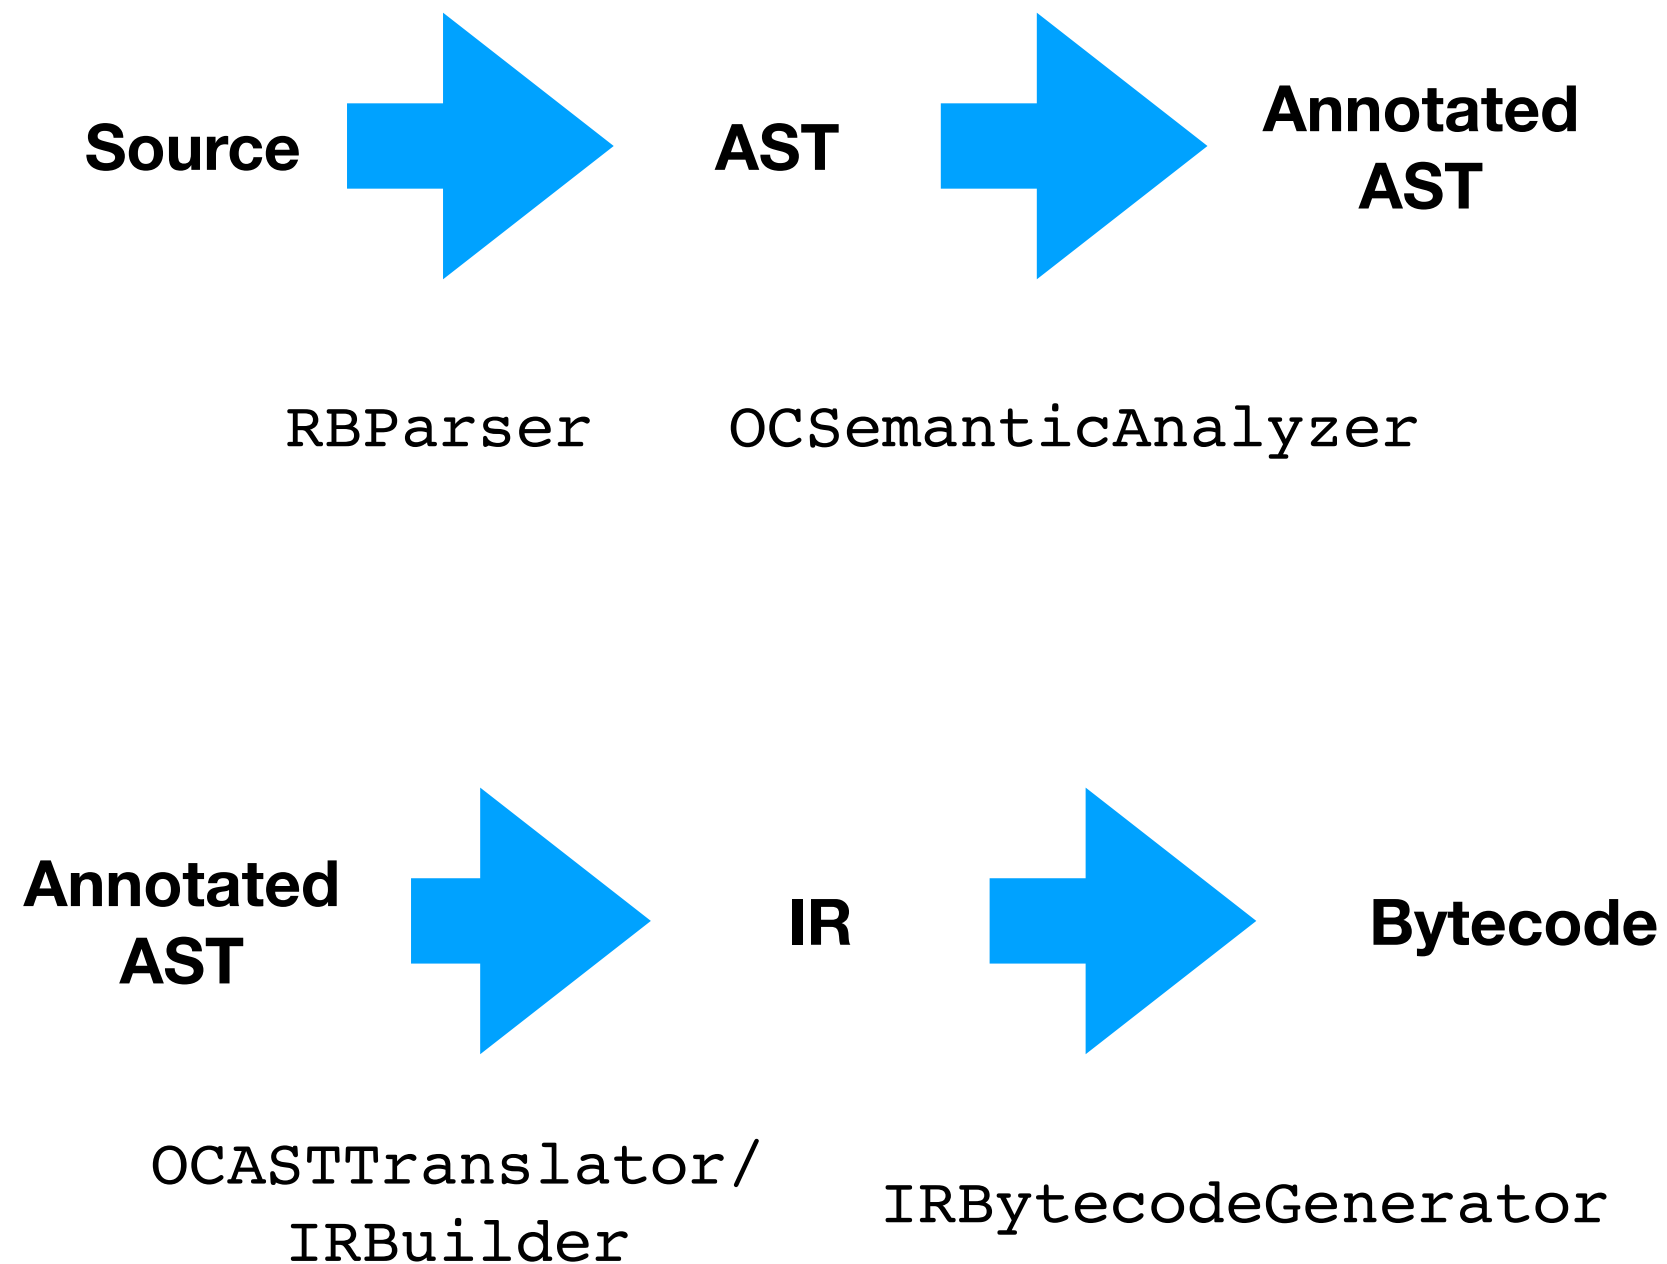 Source
AST
Annotated
AST
RBParser
OCSemanticAnalyzer
Annotated
AST
IR
Bytecode
OCASTTranslator/
IRBuilder
IRBytecodeGenerator